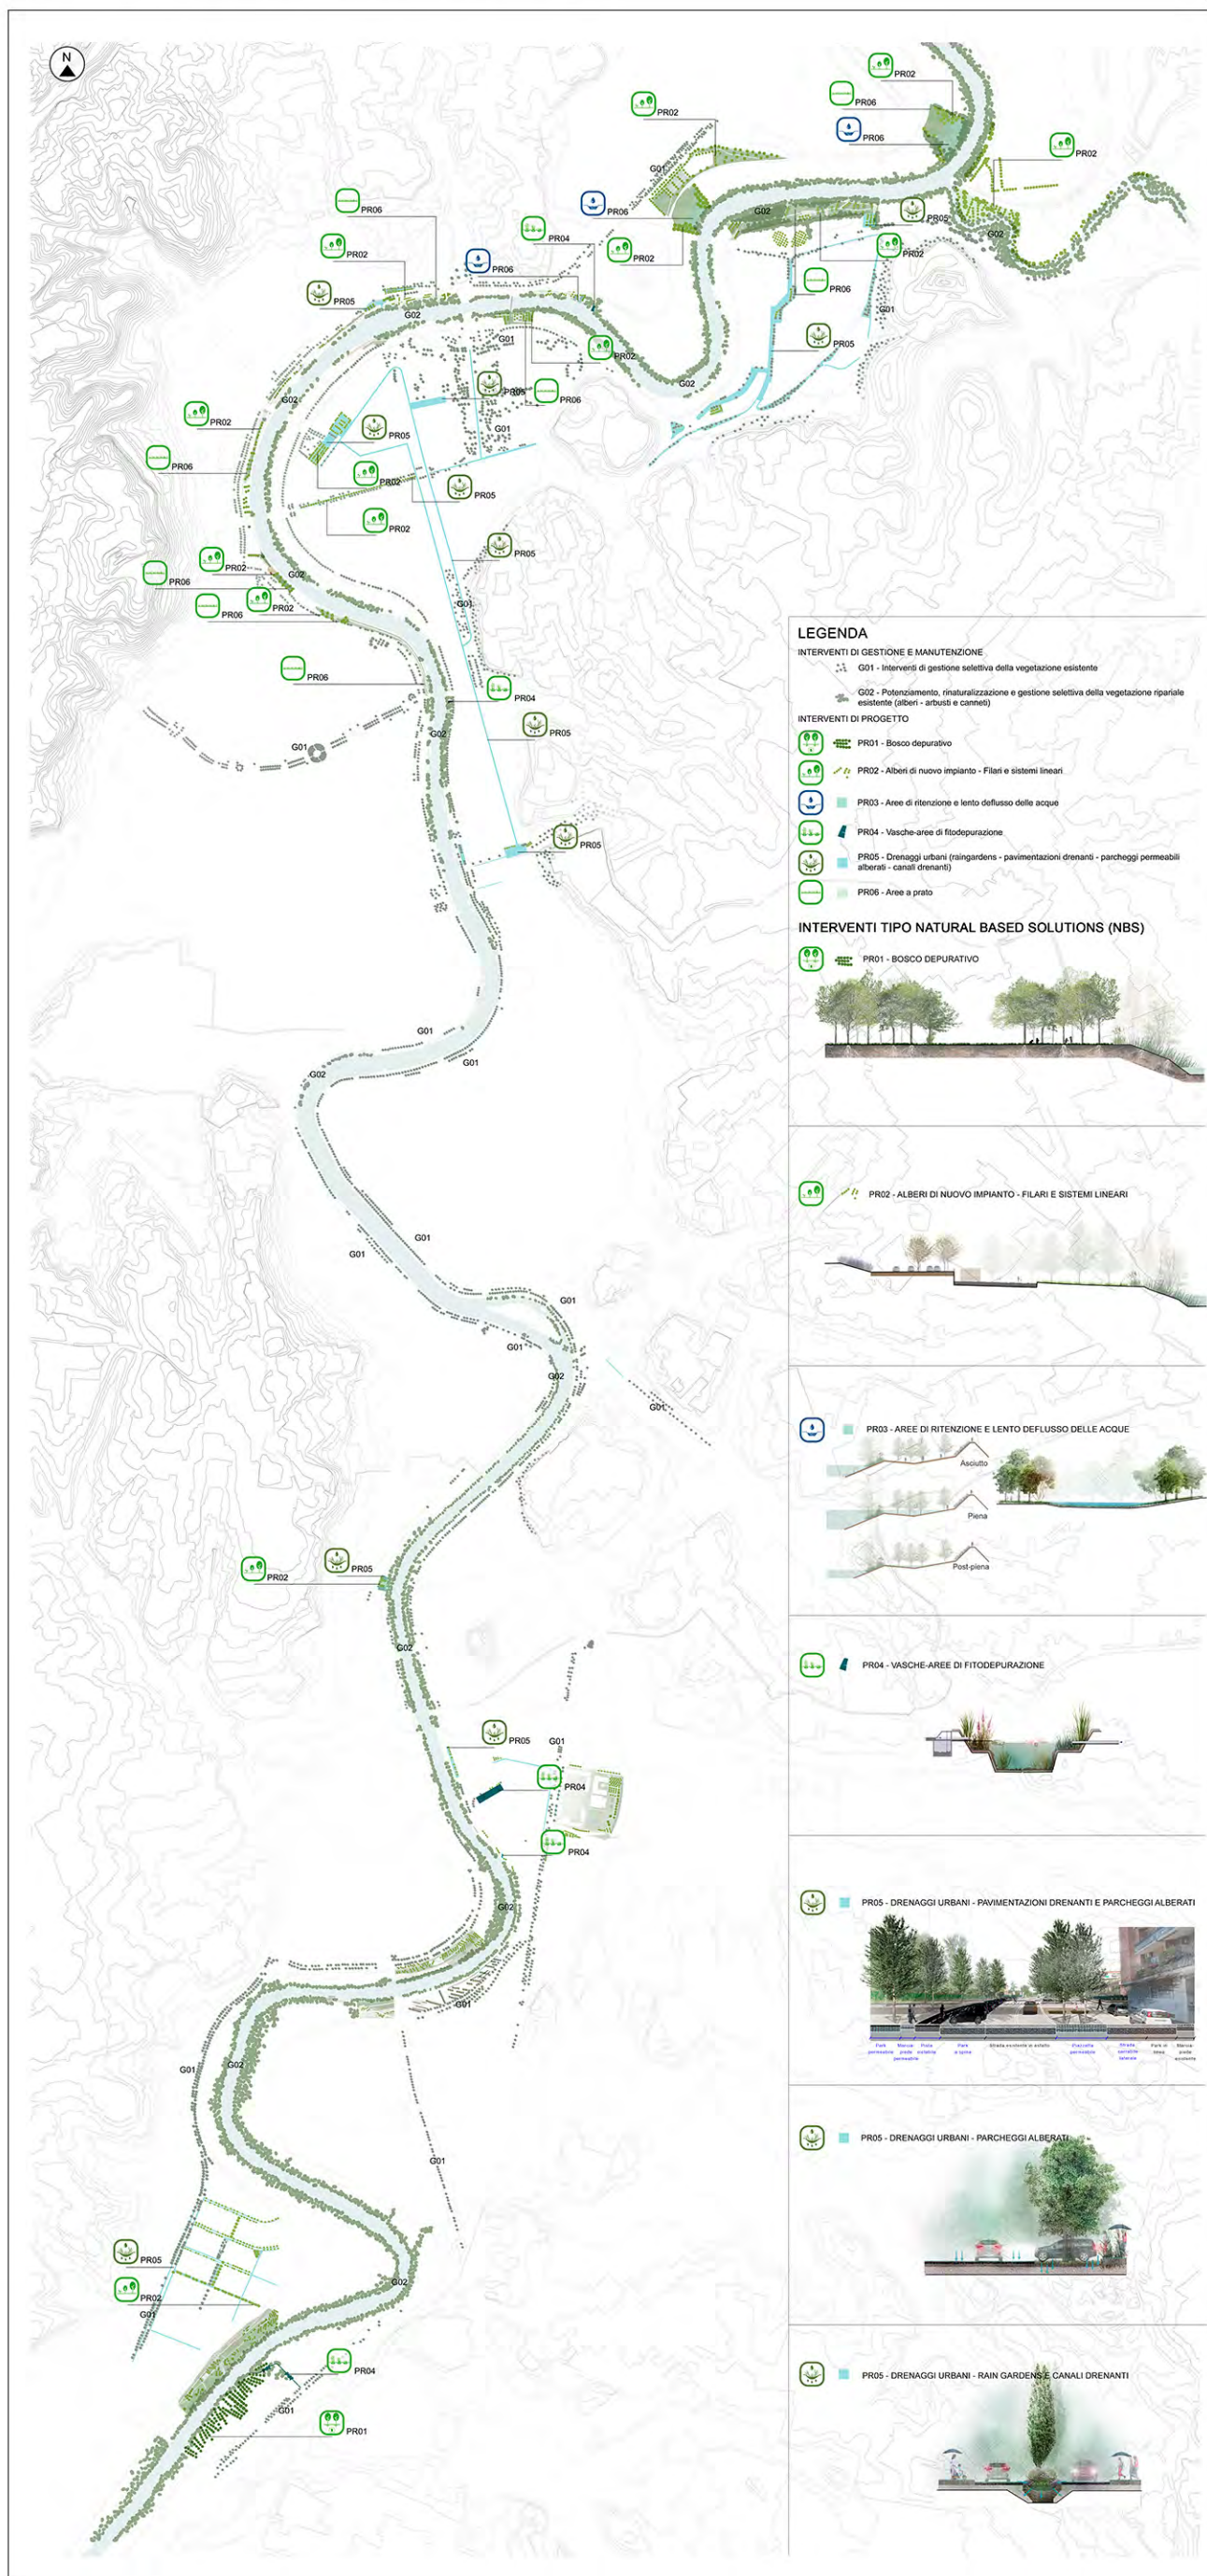 N
PR02
PR06
PR06
PR02
PR02
G01
PR06
PR06
G02
PR05
G02
PR04
PR02
PR02
PR02
PR06
PR06
PR05
G02
G01
G01
PR05
PR02
G02
PR05
PR06
G02
PR02
PR05
G01
PR06
PR02
PR05
PR02
PR05
PR02
G02
PR06
PR02
PR06
G01
PR06
PR04
G02
PR05
G01
PR05
G01
G01
G02
G01
G01
G01
G01
G02
G01
PR05
PR02
G02
PR05
G01
PR04
PR04
G02
G01
G01
G02
G01
PR05
G02
PR02
G01
PR04
G01
PR01
LEGENDA
INTERVENTI DI GESTIONE E MANUTENZIONE
G01 - Interventi di gestione selettiva della vegetazione esistente
G02 - Potenziamento, rinaturalizzazione e gestione selettiva della vegetazione ripariale
esistente (alberi - arbusti e canneti)
INTERVENTI DI PROGETTO
PR01 - Bosco depurativo
PR02 - Alberi di nuovo impianto - Filari e sistemi lineari
PR03 - Aree di ritenzione e lento deflusso delle acque
PR04 - Vasche-aree di fitodepurazione
PR05 - Drenaggi urbani (raingardens - pavimentazioni drenanti - parcheggi permeabili
alberati - canali drenanti)
PR06 - Aree a prato
INTERVENTI TIPO NATURAL BASED SOLUTIONS (NBS)
PR01 - BOSCO DEPURATIVO
PR02 - ALBERI DI NUOVO IMPIANTO - FILARI E SISTEMI LINEARI
PR03 - AREE DI RITENZIONE E LENTO DEFLUSSO DELLE ACQUE
Asciutto
Piena
Post-piena
PR04 - VASCHE-AREE DI FITODEPURAZIONE
PR05 - DRENAGGI URBANI - PAVIMENTAZIONI DRENANTI E PARCHEGGI ALBERATI
Strada esistente in asfalto
PR05 - DRENAGGI URBANI - PARCHEGGI ALBERATI
PR05 - DRENAGGI URBANI - RAIN GARDENS E CANALI DRENANTI